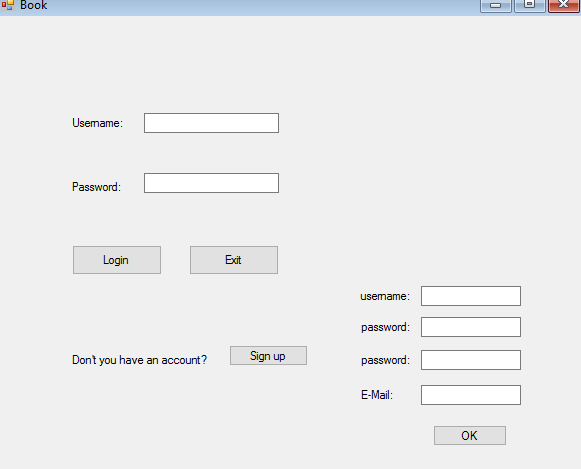 Book
Username:
Password:
Login Exit
username:
password:
Don't you have an account? Sign up
password:
E-Mail:
OK